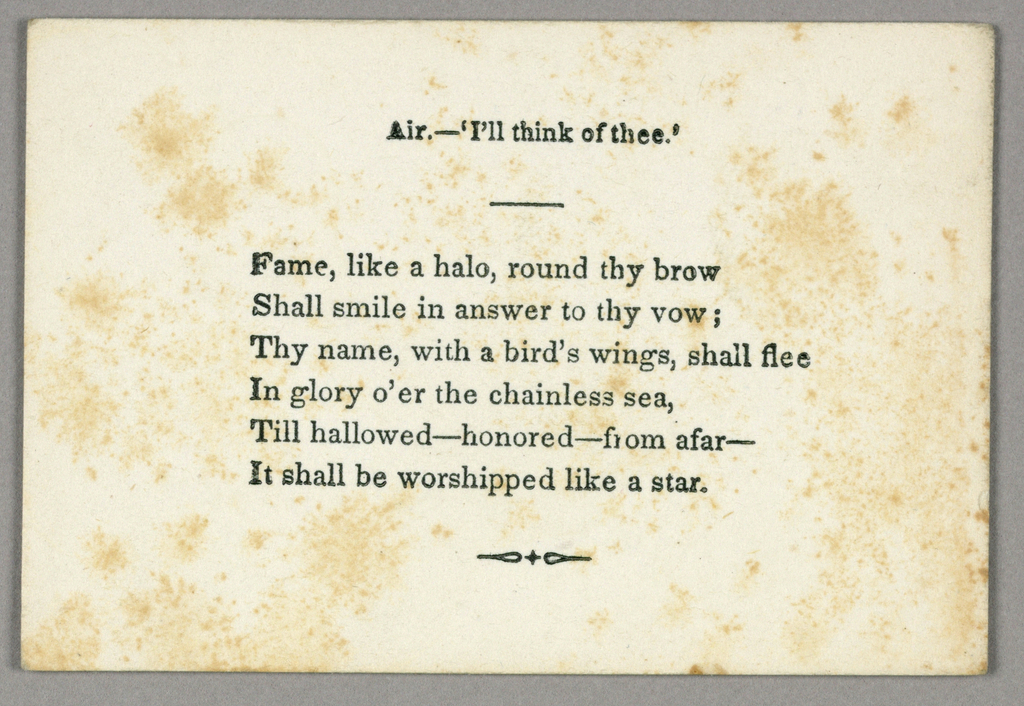 Air.—‘I’ll think of thee.’
Fame, like a halo, round thy brow
Shall smile in answer to thy vow;
Thy name, with a bird’s wings, shall flee
In glory o’er the chainless sea,
Till hallowed—honored—from afar—
It shall be worshipped like a star.